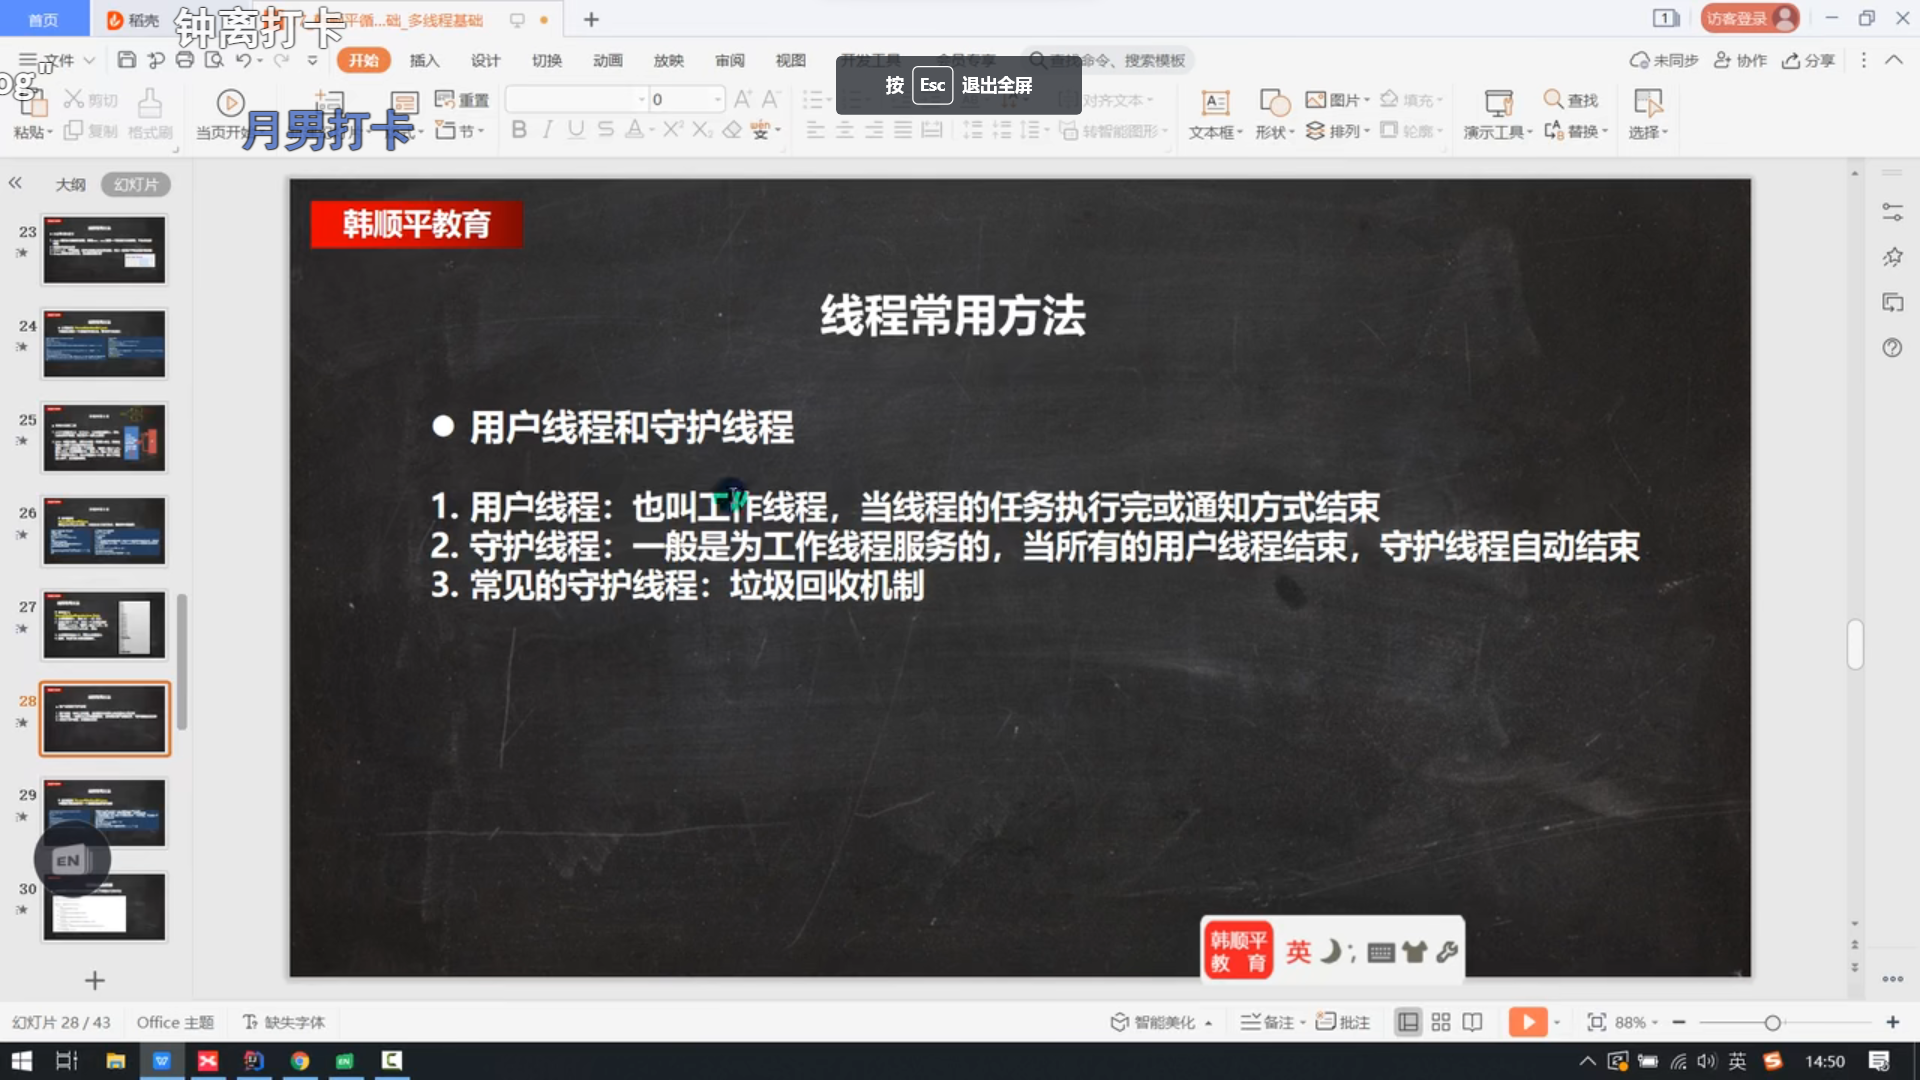 首页
稻壳
钟离打卡
平循...础_多线程基础
1
访客登录
文件
开始
插入
设计
切换
动画
放映
审阅
视图
开发工具
会员专享
查找命令、搜索模板
未同步
协作
分享
og"
按 Esc 退出全屏
粘贴
剪切
复制
格式刷
当页开始
月男打卡
重置
节
0
对齐文本
转智能图形
文本框
形状
图片
排列
填充
轮廓
演示工具
查找
替换
选择
大纲
幻灯片
23
24
25
26
27
28
29
30
EN
韩顺平教育
线程常用方法
● 用户线程和守护线程
1. 用户线程：也叫工作线程，当线程的任务执行完或通知方式结束
2. 守护线程：一般是为工作线程服务的，当所有的用户线程结束，守护线程自动结束
3. 常见的守护线程：垃圾回收机制
韩顺平
教 育
英
幻灯片 28 / 43
Office 主题
缺失字体
智能美化
备注
批注
88%
英
14:50